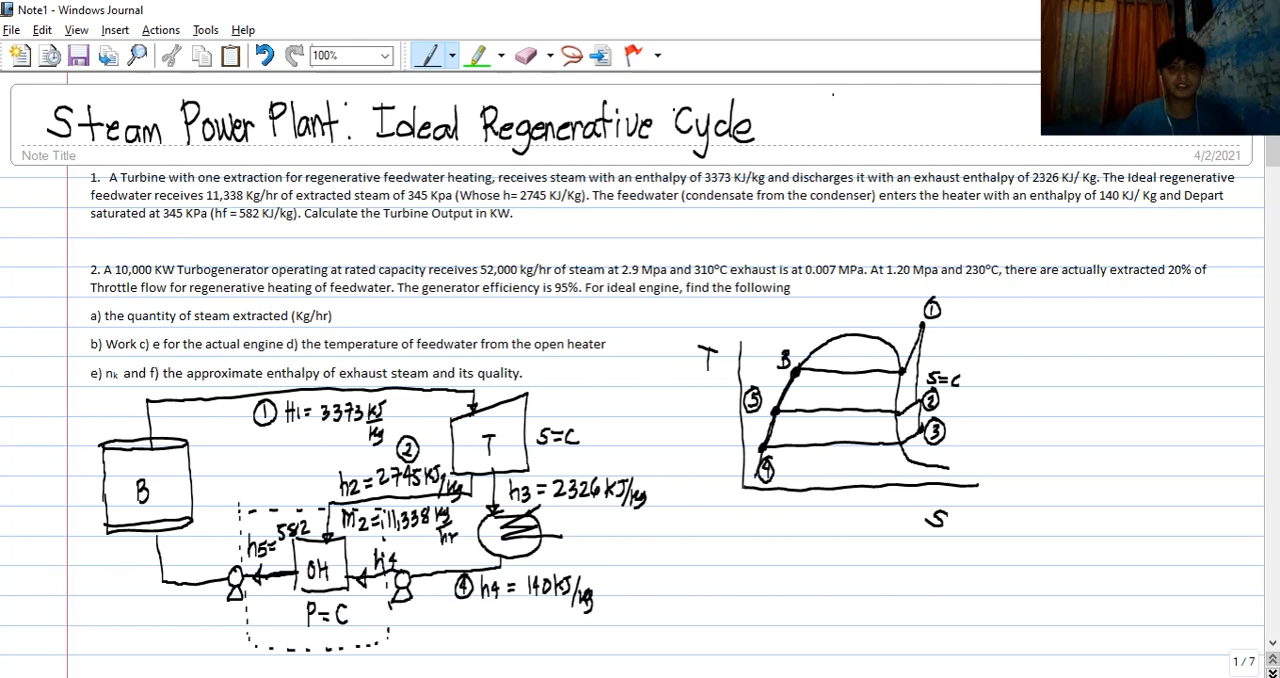 Note1 - Windows Journal
File Edit View Insert Actions Tools Help
100%
Steam Power Plant: Ideal Regenerative Cycle
Note Title
4/2/2021
1. A Turbine with one extraction for regenerative feedwater heating, receives steam with an enthalpy of 3373 KJ/kg and discharges it with an exhaust enthalpy of 2326 KJ/ Kg. The Ideal regenerative
feedwater receives 11,338 Kg/hr of extracted steam of 345 Kpa (Whose h= 2745 KJ/Kg). The feedwater (condensate from the condenser) enters the heater with an enthalpy of 140 KJ/ Kg and Depart
saturated at 345 KPa (hf = 582 KJ/kg). Calculate the Turbine Output in KW.
2. A 10,000 KW Turbogenerator operating at rated capacity receives 52,000 kg/hr of steam at 2.9 Mpa and 310°C exhaust is at 0.007 MPa. At 1.20 Mpa and 230°C, there are actually extracted 20% of
Throttle flow for regenerative heating of feedwater. The generator efficiency is 95%. For ideal engine, find the following
a) the quantity of steam extracted (Kg/hr)
b) Work c) e for the actual engine d) the temperature of feedwater from the open heater
e) nk and f) the approximate enthalpy of exhaust steam and its quality.
① H1 = 3373 KJ/kg
T
S=C
②
h2 = 2745 KJ/kg
h3 = 2326 KJ/kg
B
M2 = 11,338 kg/hr
h5 = 582
OH
h4
④ h4 = 140 KJ/kg
P=C
T
①
B
S=C
⑤
②
③
④
S
1 / 7